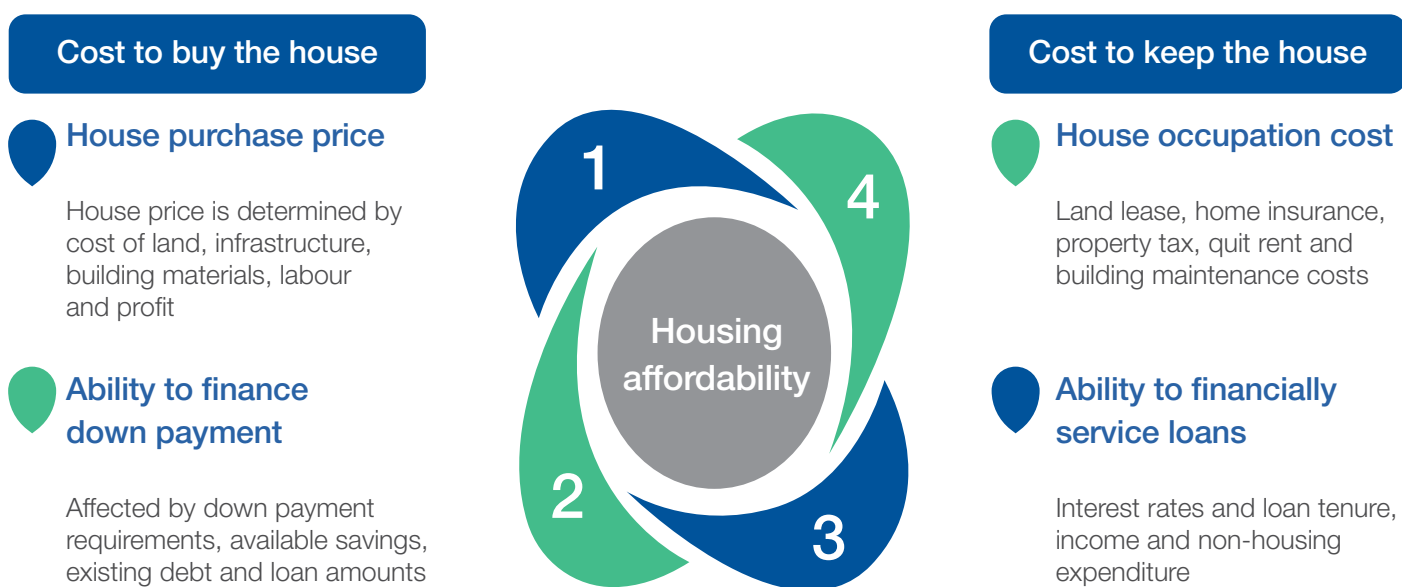 Cost to buy the house
House purchase price
House price is determined by
cost of land, infrastructure,
building materials, labour
and profit
Ability to finance
down payment
Affected by down payment
requirements, available savings,
existing debt and loan amounts
1
4
Housing
affordability
2
3
Cost to keep the house
House occupation cost
Land lease, home insurance,
property tax, quit rent and
building maintenance costs
Ability to financially
service loans
Interest rates and loan tenure,
income and non-housing
expenditure